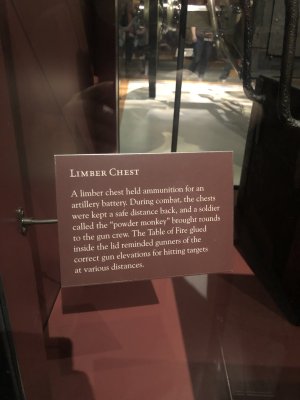 LIMBER CHEST
A limber chest held ammunition for an
artillery battery. During combat, the chests
were kept a safe distance back, and a soldier
called the "powder monkey" brought rounds
to the gun crew. The Table of Fire glued
inside the lid reminded gunners of the
correct gun elevations for hitting targets
at various distances.